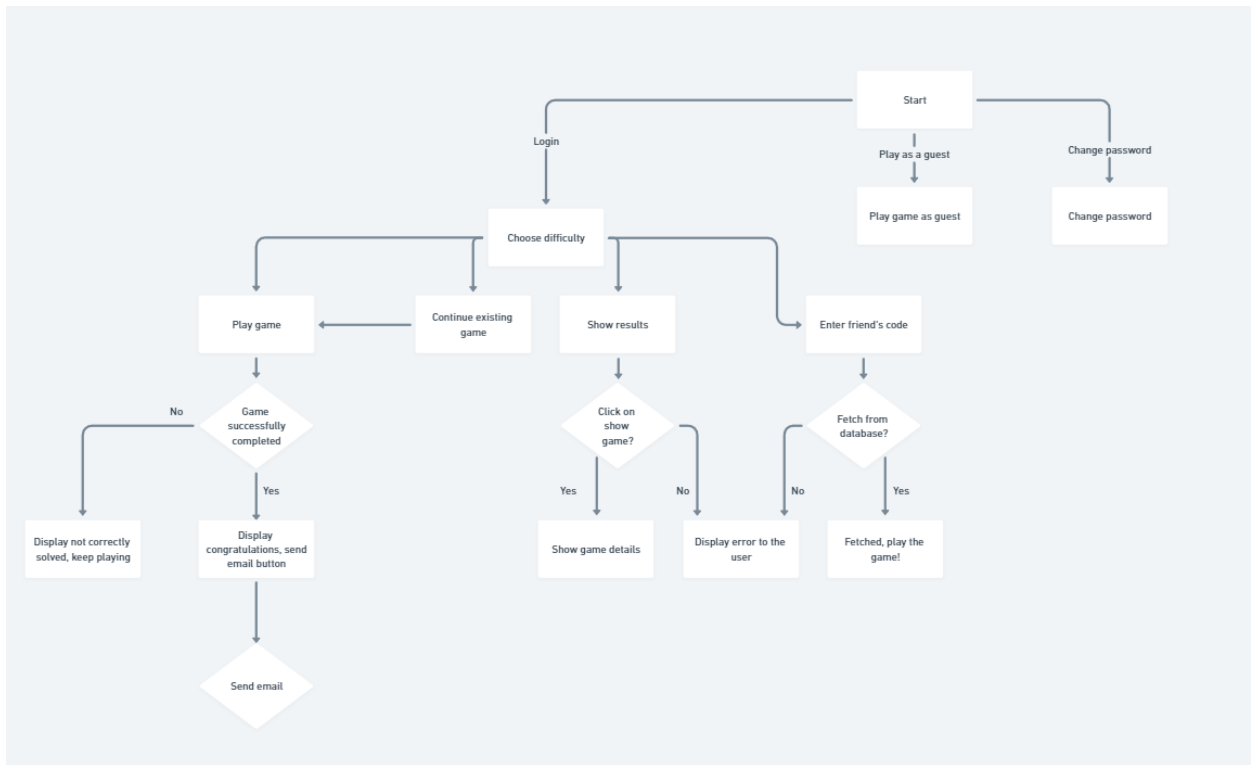 Start
Login
Play as a guest
Change password
Play game as guest
Change password
Choose difficulty
Play game
Continue existing
game
Show results
Enter friend's code
No
Game
successfully
completed
Click on
show
game?
Fetch from
database?
Yes
Yes
No
No
Yes
Display not correctly
solved, keep playing
Display
congratulations, send
email button
Show game details
Display error to the
user
Fetched, play the
game!
Send email